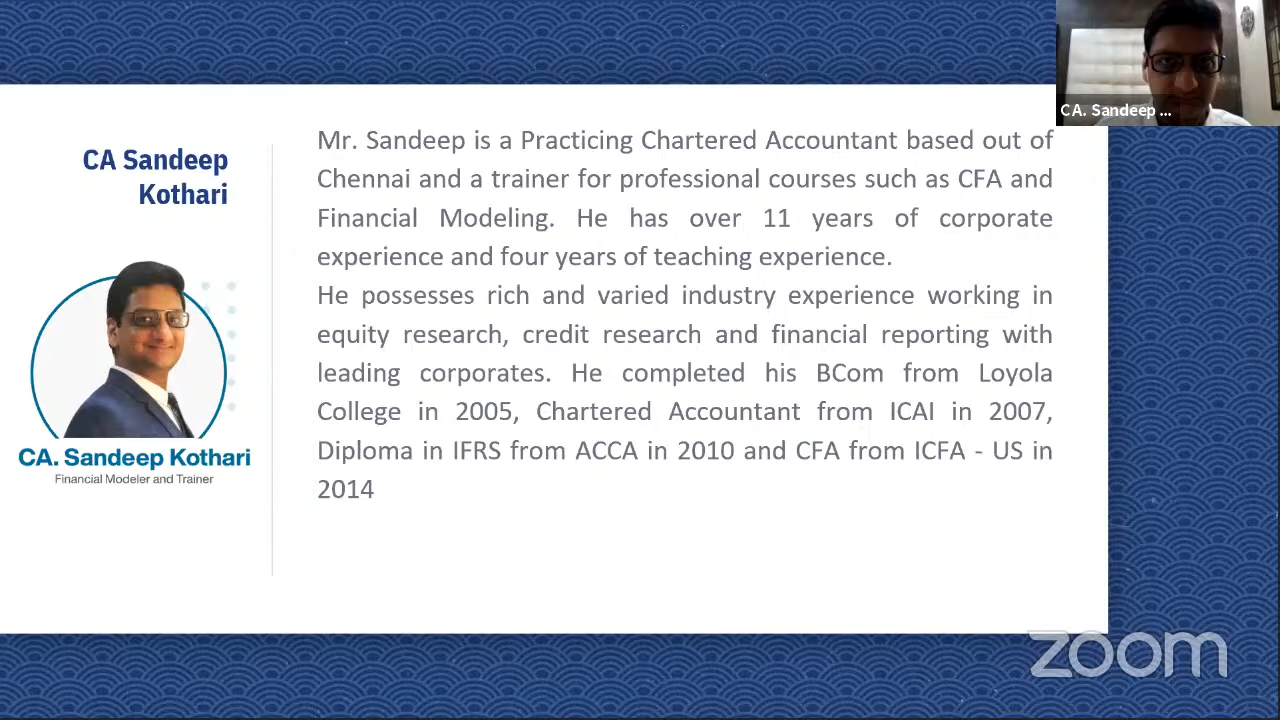 CA. Sandeep ...
CA Sandeep
Kothari
CA. Sandeep Kothari
Financial Modeler and Trainer
Mr. Sandeep is a Practicing Chartered Accountant based out of
Chennai and a trainer for professional courses such as CFA and
Financial Modeling. He has over 11 years of corporate
experience and four years of teaching experience.
He possesses rich and varied industry experience working in
equity research, credit research and financial reporting with
leading corporates. He completed his BCom from Loyola
College in 2005, Chartered Accountant from ICAI in 2007,
Diploma in IFRS from ACCA in 2010 and CFA from ICFA - US in
2014
zoom